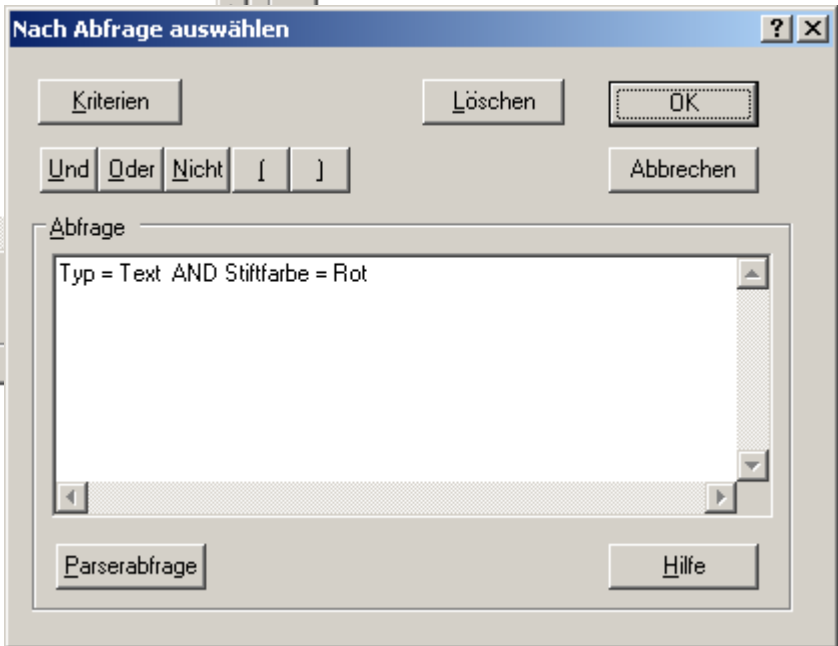 Nach Abfrage auswählen
Kriterien Löschen OK
Und Oder Nicht ( ) Abbrechen
Abfrage
Typ = Text AND Stiftfarbe = Rot
Parserabfrage Hilfe